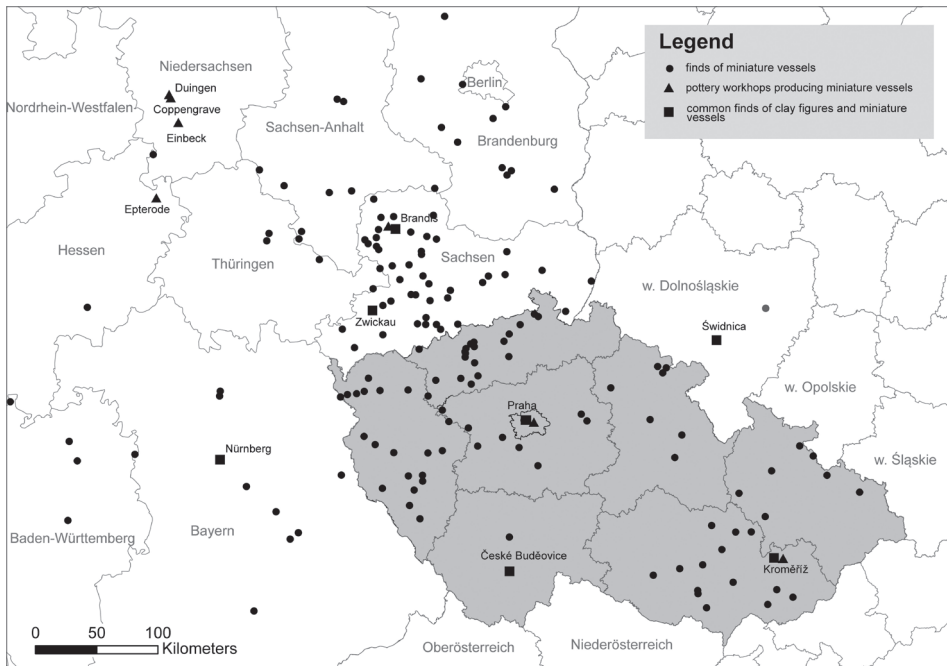 Legend
finds of miniature vessels
pottery workhops producing miniature vessels
common finds of clay figures and miniature
vessels
Niedersachsen
Duingen
Coppengrave
Einbeck
Nordrhein-Westfalen
Berlin
Sachsen-Anhalt
Brandenburg
Epterode
Brandis
Hessen
Thüringen
Sachsen
w. Dolnośląskie
Zwickau
Świdnica
w. Opolskie
Praha
Nürnberg
w. Śląskie
Bayern
Baden-Württemberg
České Buděovice
Kroměříž
Oberösterreich
Niederösterreich
0 50 100
Kilometers